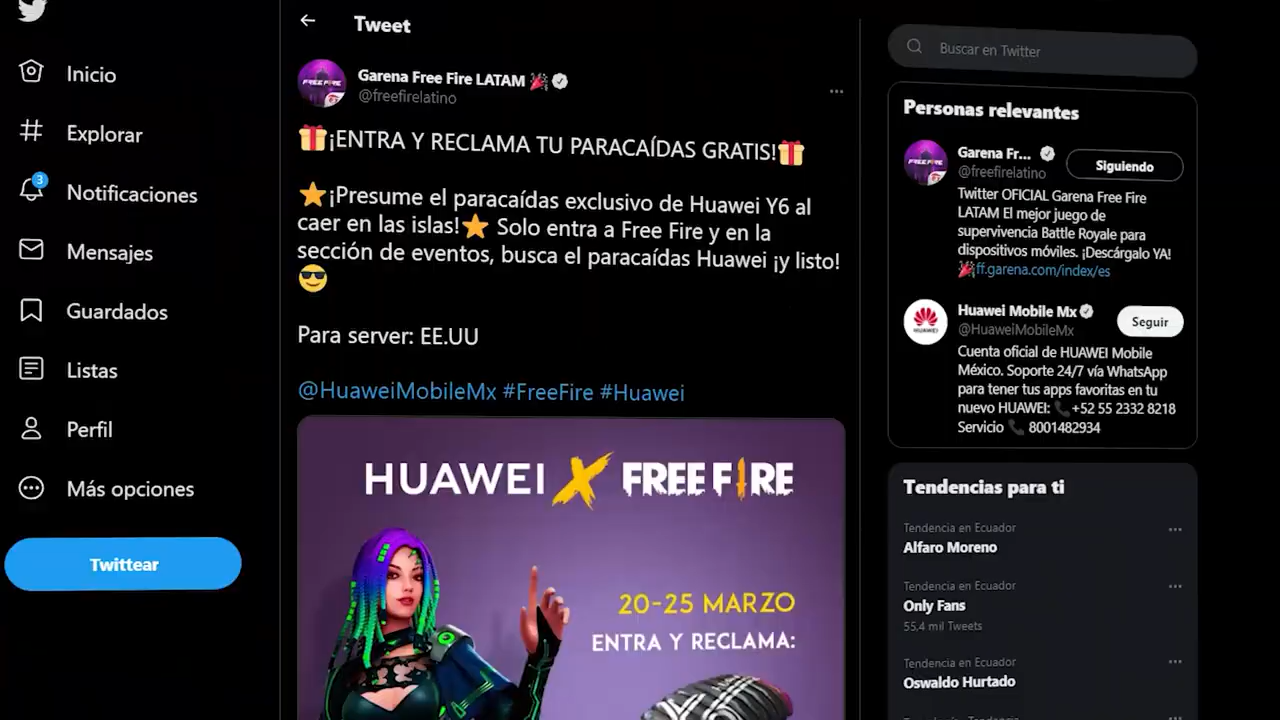 Inicio
Explorar
3
Notificaciones
Mensajes
Guardados
Listas
Perfil
Más opciones
Twittear
Tweet
Garena Free Fire LATAM
@freefirelatino
🎁¡ENTRA Y RECLAMA TU PARACAÍDAS GRATIS!🎁
⭐¡Presume el paracaídas exclusivo de Huawei Y6 al
caer en las islas!⭐ Solo entra a Free Fire y en la
sección de eventos, busca el paracaídas Huawei ¡y listo!
😎
Para server: EE.UU
@HuaweiMobileMx #FreeFire #Huawei
HUAWEI X FREE FIRE
20-25 MARZO
ENTRA Y RECLAMA:
Buscar en Twitter
Personas relevantes
Garena Fr...
@freefirelatino
Siguiendo
Twitter OFICIAL Garena Free Fire
LATAM El mejor juego de
supervivencia Battle Royale para
dispositivos móviles. ¡Descárgalo YA!
🎉ff.garena.com/index/es
Huawei Mobile Mx
@HuaweiMobileMx
Seguir
HUAWEI
Cuenta oficial de HUAWEI Mobile
México. Soporte 24/7 vía WhatsApp
para tener tus apps favoritas en tu
nuevo HUAWEI: 📞+52 55 2332 8218
Servicio 📞 8001482934
Tendencias para ti
Tendencia en Ecuador
Alfaro Moreno
Tendencia en Ecuador
Only Fans
55,4 mil Tweets
Tendencia en Ecuador
Oswaldo Hurtado